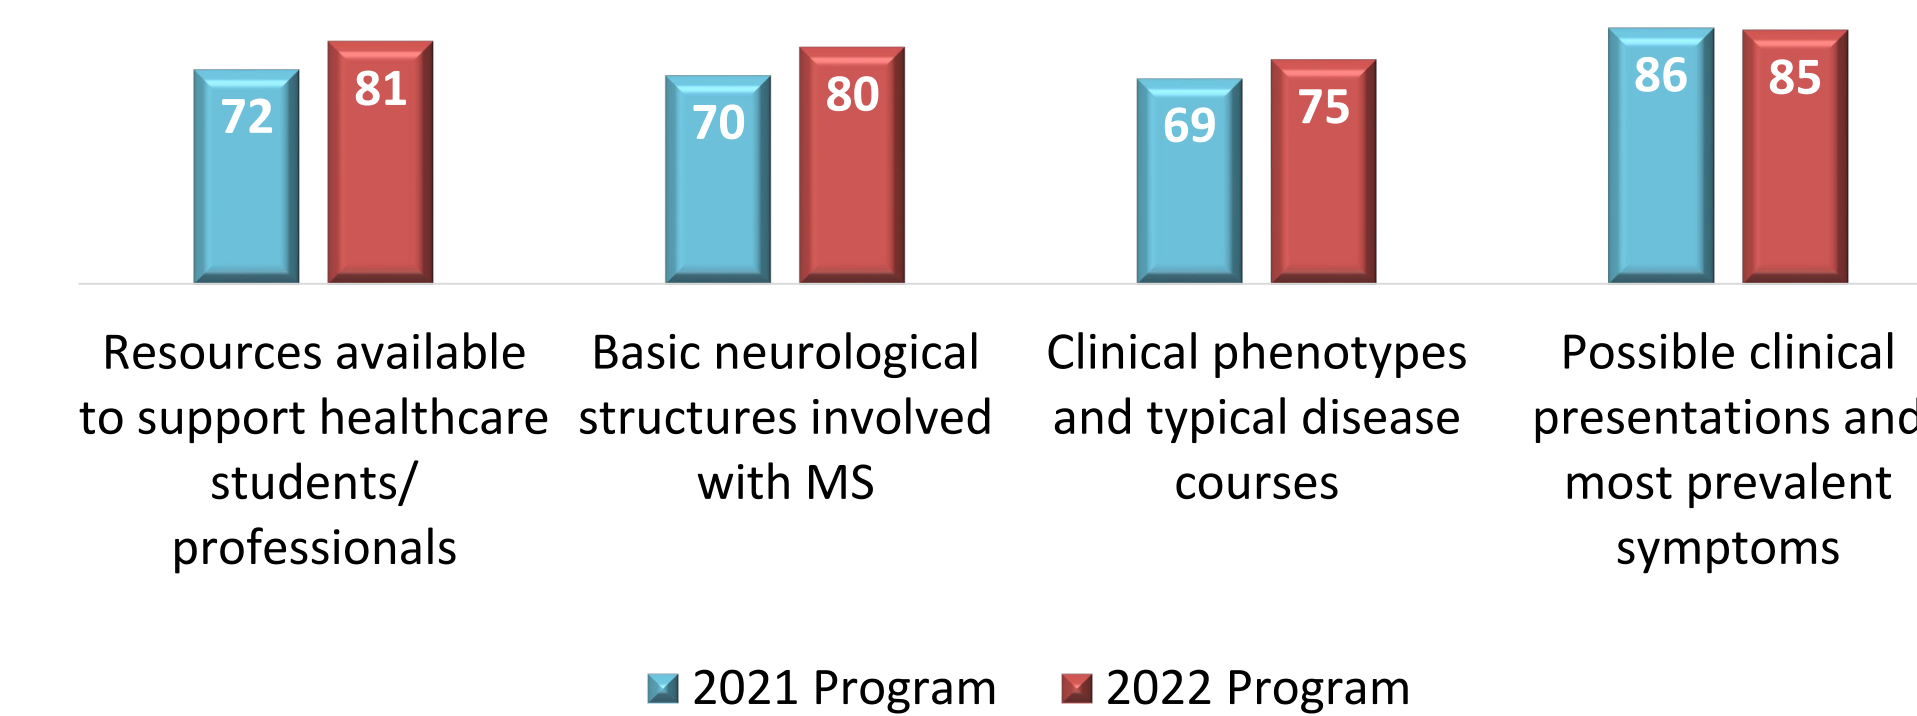 72 81 70 80 69 75 86 85
Resources available
to support healthcare
students/
professionals
Basic neurological
structures involved
with MS
Clinical phenotypes
and typical disease
courses
Possible clinical
presentations and
most prevalent
symptoms
2021 Program 2022 Program